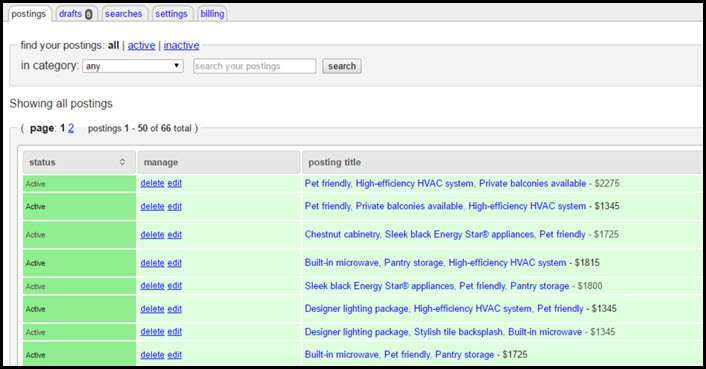 postings drafts 5 searches settings billing
find your postings: all | active | inactive
in category: any search your postings search
Showing all postings
( page: 1 2 postings 1 - 50 of 66 total )
status manage posting title
Active delete edit Pet friendly, High-efficiency HVAC system, Private balconies available - $2275
Active delete edit Pet friendly, Private balconies available, High-efficiency HVAC system - $1345
Active delete edit Chestnut cabinetry, Sleek black Energy Star® appliances, Pet friendly - $1725
Active delete edit Built-in microwave, Pantry storage, High-efficiency HVAC system - $1815
Active delete edit Sleek black Energy Star® appliances, Pet friendly, Pantry storage - $1800
Active delete edit Designer lighting package, High-efficiency HVAC system, Pet friendly - $1345
Active delete edit Designer lighting package, Stylish tile backsplash, Built-in microwave - $1345
Active delete edit Built-in microwave, Pet friendly, Pantry storage - $1725